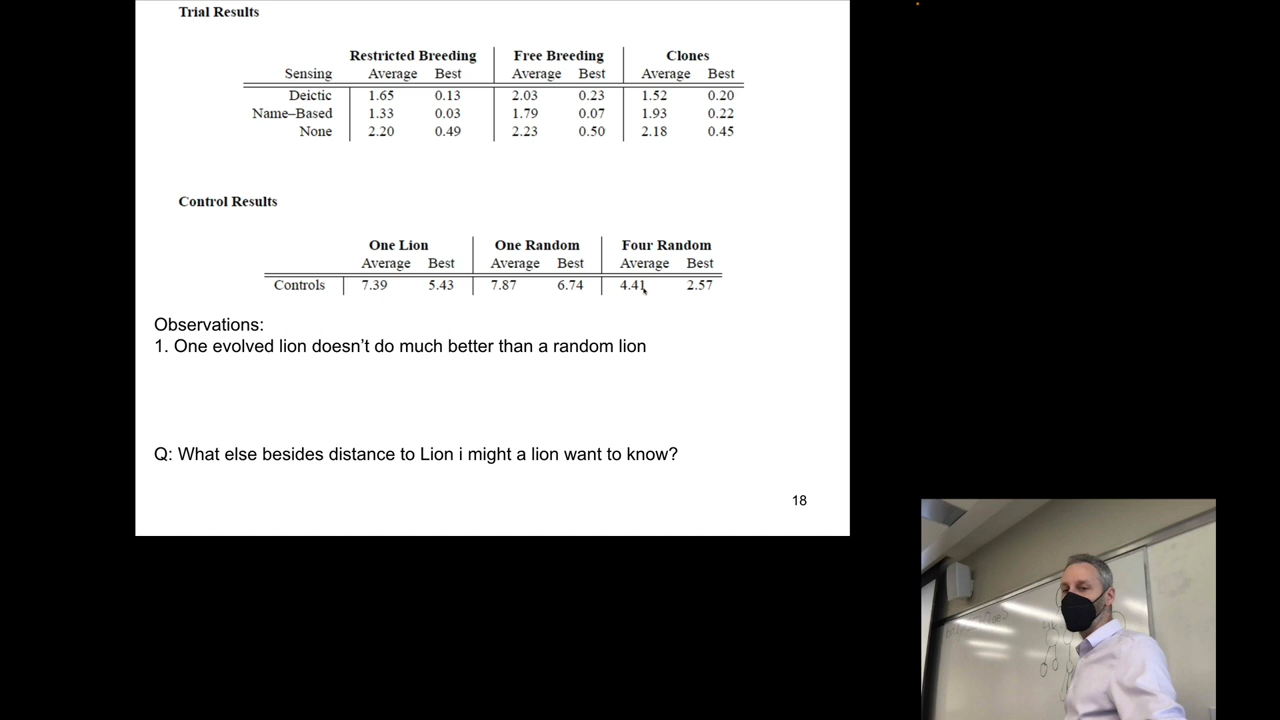 Trial Results
Restricted Breeding Free Breeding Clones
Sensing Average Best Average Best Average Best
Deictic 1.65 0.13 2.03 0.23 1.52 0.20
Name–Based 1.33 0.03 1.79 0.07 1.93 0.22
None 2.20 0.49 2.23 0.50 2.18 0.45
Control Results
One Lion One Random Four Random
Average Best Average Best Average Best
Controls 7.39 5.43 7.87 6.74 4.41 2.57
Observations:
1. One evolved lion doesn’t do much better than a random lion
Q: What else besides distance to Lion i might a lion want to know?
18